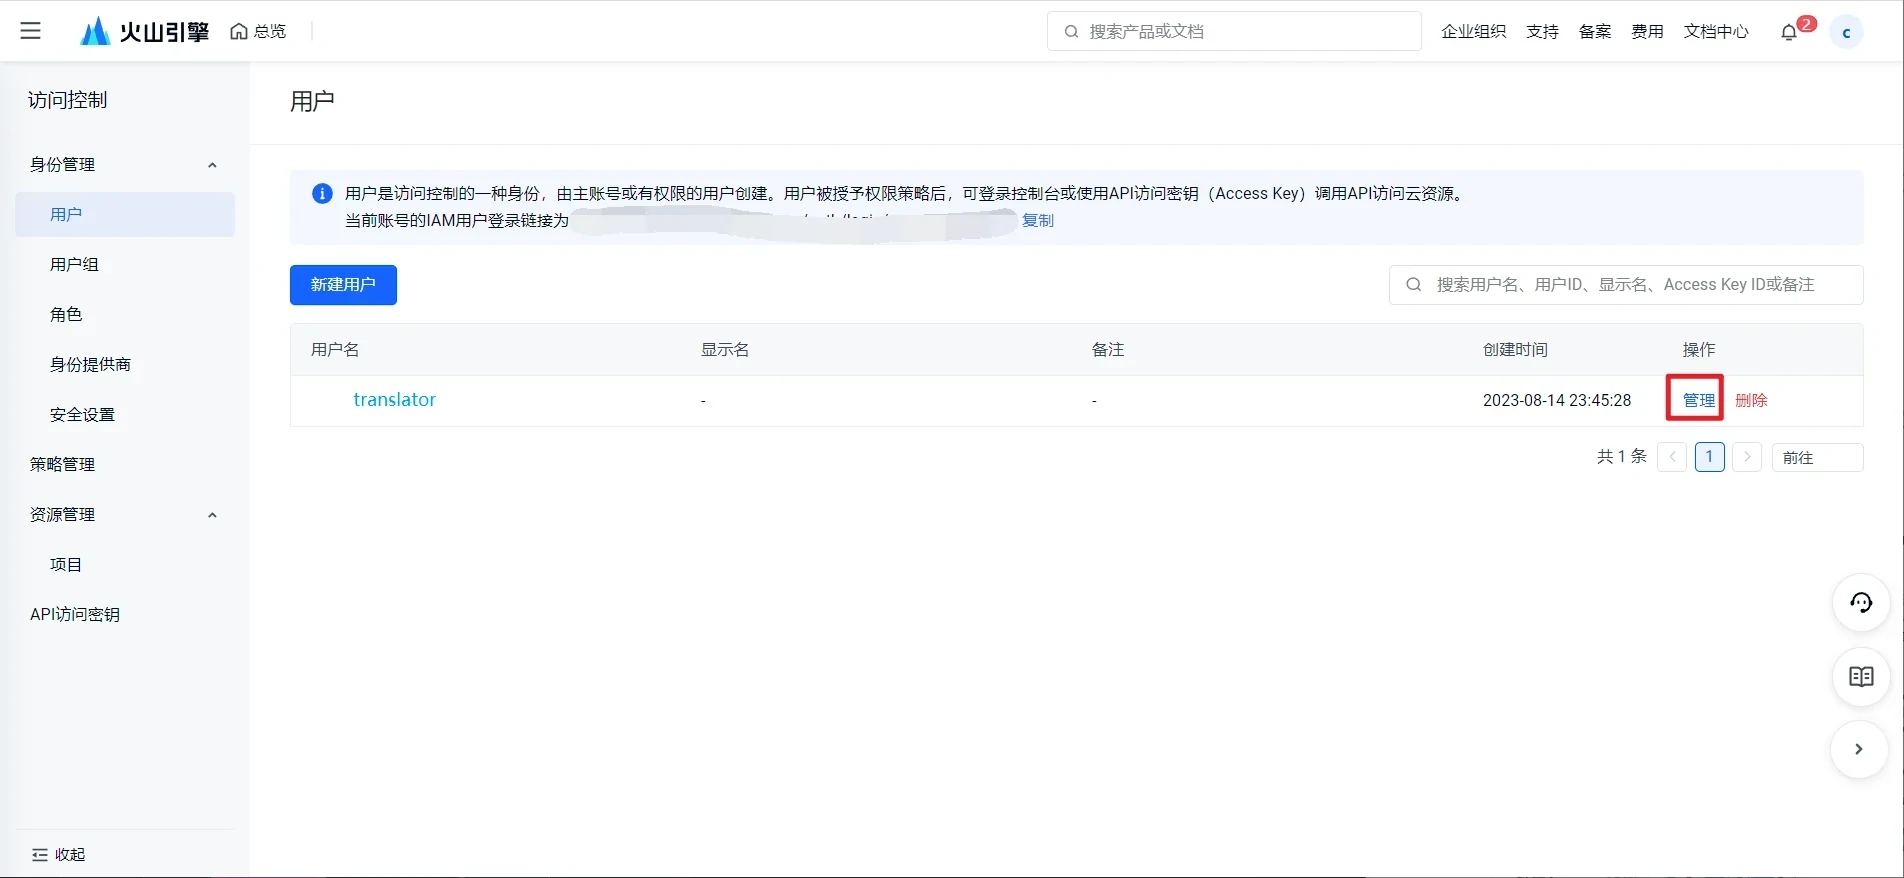 火山引擎
总览
搜索产品或文档
企业组织
支持
备案
费用
文档中心
2
c
访问控制
身份管理
用户
用户组
角色
身份提供商
安全设置
策略管理
资源管理
项目
API访问密钥
收起
用户
用户是访问控制的一种身份，由主账号或有权限的用户创建。用户被授予权限策略后，可登录控制台或使用API访问密钥（Access Key）调用API访问云资源。
当前账号的IAM用户登录链接为 复制
新建用户
搜索用户名、用户ID、显示名、Access Key ID或备注
用户名 显示名 备注 创建时间 操作
translator - - 2023-08-14 23:45:28 管理 删除
共 1 条 1 前往